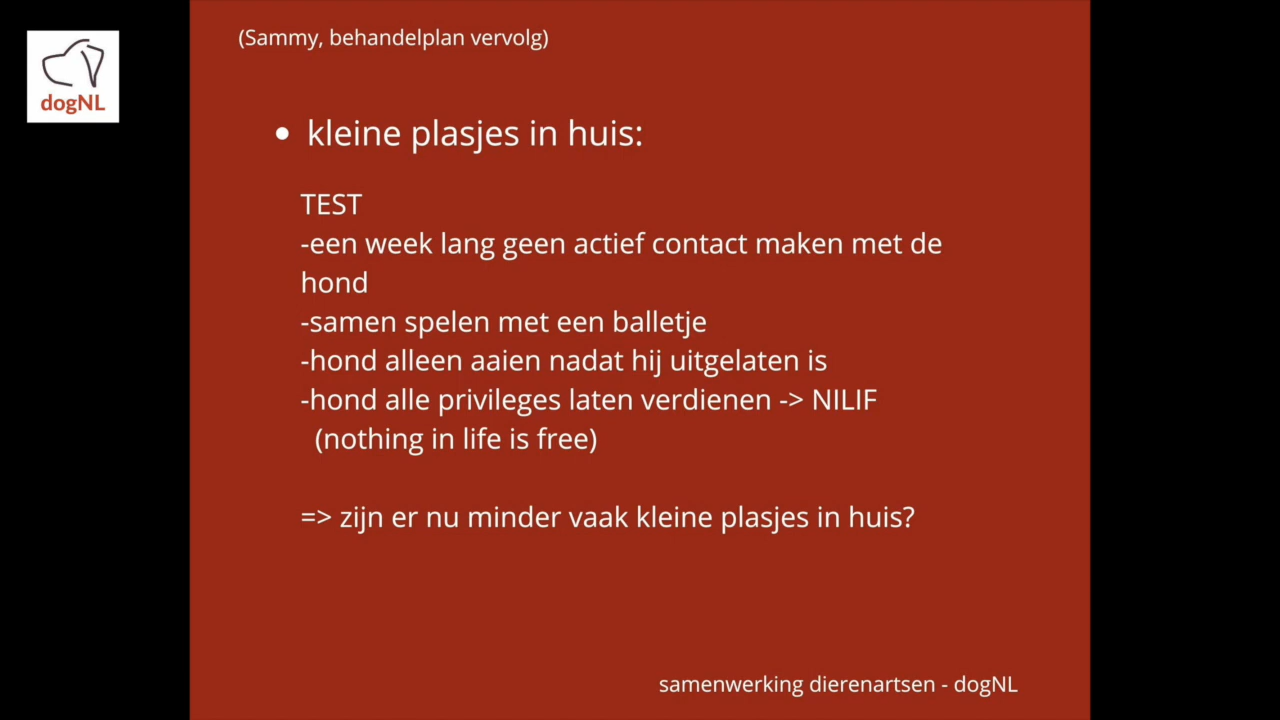 (Sammy, behandelplan vervolg)
dogNL
• kleine plasjes in huis:
TEST
-een week lang geen actief contact maken met de
hond
-samen spelen met een balletje
-hond alleen aaien nadat hij uitgelaten is
-hond alle privileges laten verdienen -> NILIF
(nothing in life is free)
=> zijn er nu minder vaak kleine plasjes in huis?
samenwerking dierenartsen - dogNL